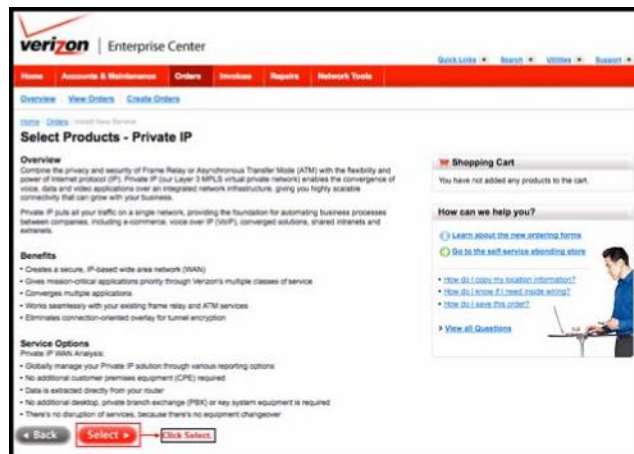 verizon | Enterprise Center
Quick Links Search Utilities Support
Home Accounts & Maintenance Orders Invoices Repairs Network Tools
Overview View Orders Create Orders
Home Orders Install New Service
Select Products - Private IP
Overview
Combine the privacy and security of Frame Relay or Asynchronous Transfer Mode (ATM) with the flexibility and
power of Internet protocol (IP). Private IP (our Layer 3 MPLS virtual private network) enables the convergence of
voice, data and video applications over an integrated network infrastructure, giving you highly scalable
connectivity that can grow with your business.
Private IP puts all your traffic on a single network, providing the foundation for automating business processes
between companies, including e-commerce, voice over IP (VoIP), converged solutions, shared intranets and
extranets.
Benefits
• Creates a secure, IP-based wide area network (WAN)
• Gives mission-critical applications priority through Verizon's multiple classes of service
• Converges multiple applications
• Works seamlessly with your existing frame relay and ATM services
• Eliminates connection-oriented overlay for tunnel encryption
Service Options
Private IP WAN Analysis:
• Globally manage your Private IP solution through various reporting options
• No additional customer premises equipment (CPE) required
• Data is extracted directly from your router
• No additional desktop, private branch exchange (PBX) or key system equipment is required
• There's no disruption of services, because there's no equipment changeover
Back Select Click Select.
Shopping Cart
You have not added any products to the cart.
How can we help you?
Learn about the new ordering forms
Go to the self-service ebonding store
• How do I copy my location information?
• How do I know if I need inside wiring?
• How do I save this order?
View all Questions